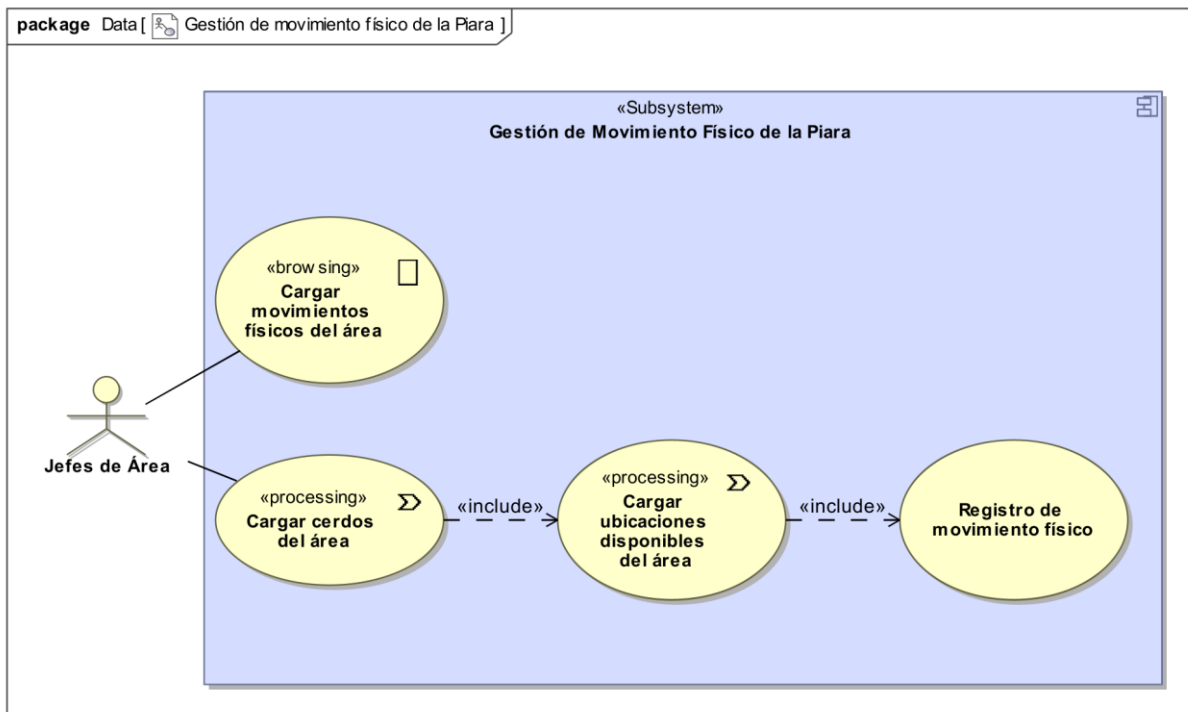 package Data [ Gestión de movimiento físico de la Piara ]
«Subsystem»
Gestión de Movimiento Físico de la Piara
«browsing»
Cargar
movimientos
físicos del área
Jefes de Área
«processing»
Cargar cerdos
del área
«include»
«processing»
Cargar
ubicaciones
disponibles
del área
«include»
Registro de
movimiento físico